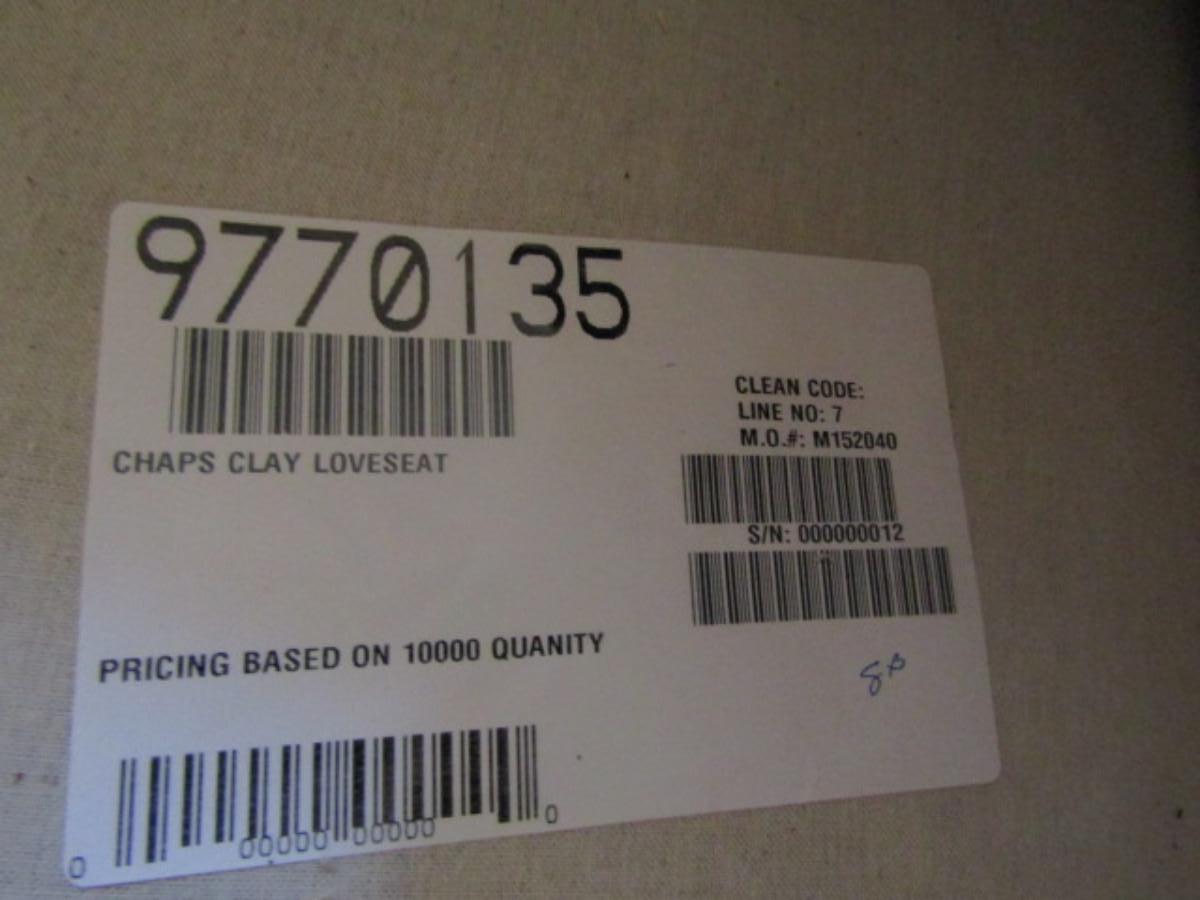 9770135
CHAPS CLAY LOVESEAT
CLEAN CODE:
LINE NO: 7
M.O.#: M152040
S/N: 000000012
PRICING BASED ON 10000 QUANITY
0 00000 00000 0